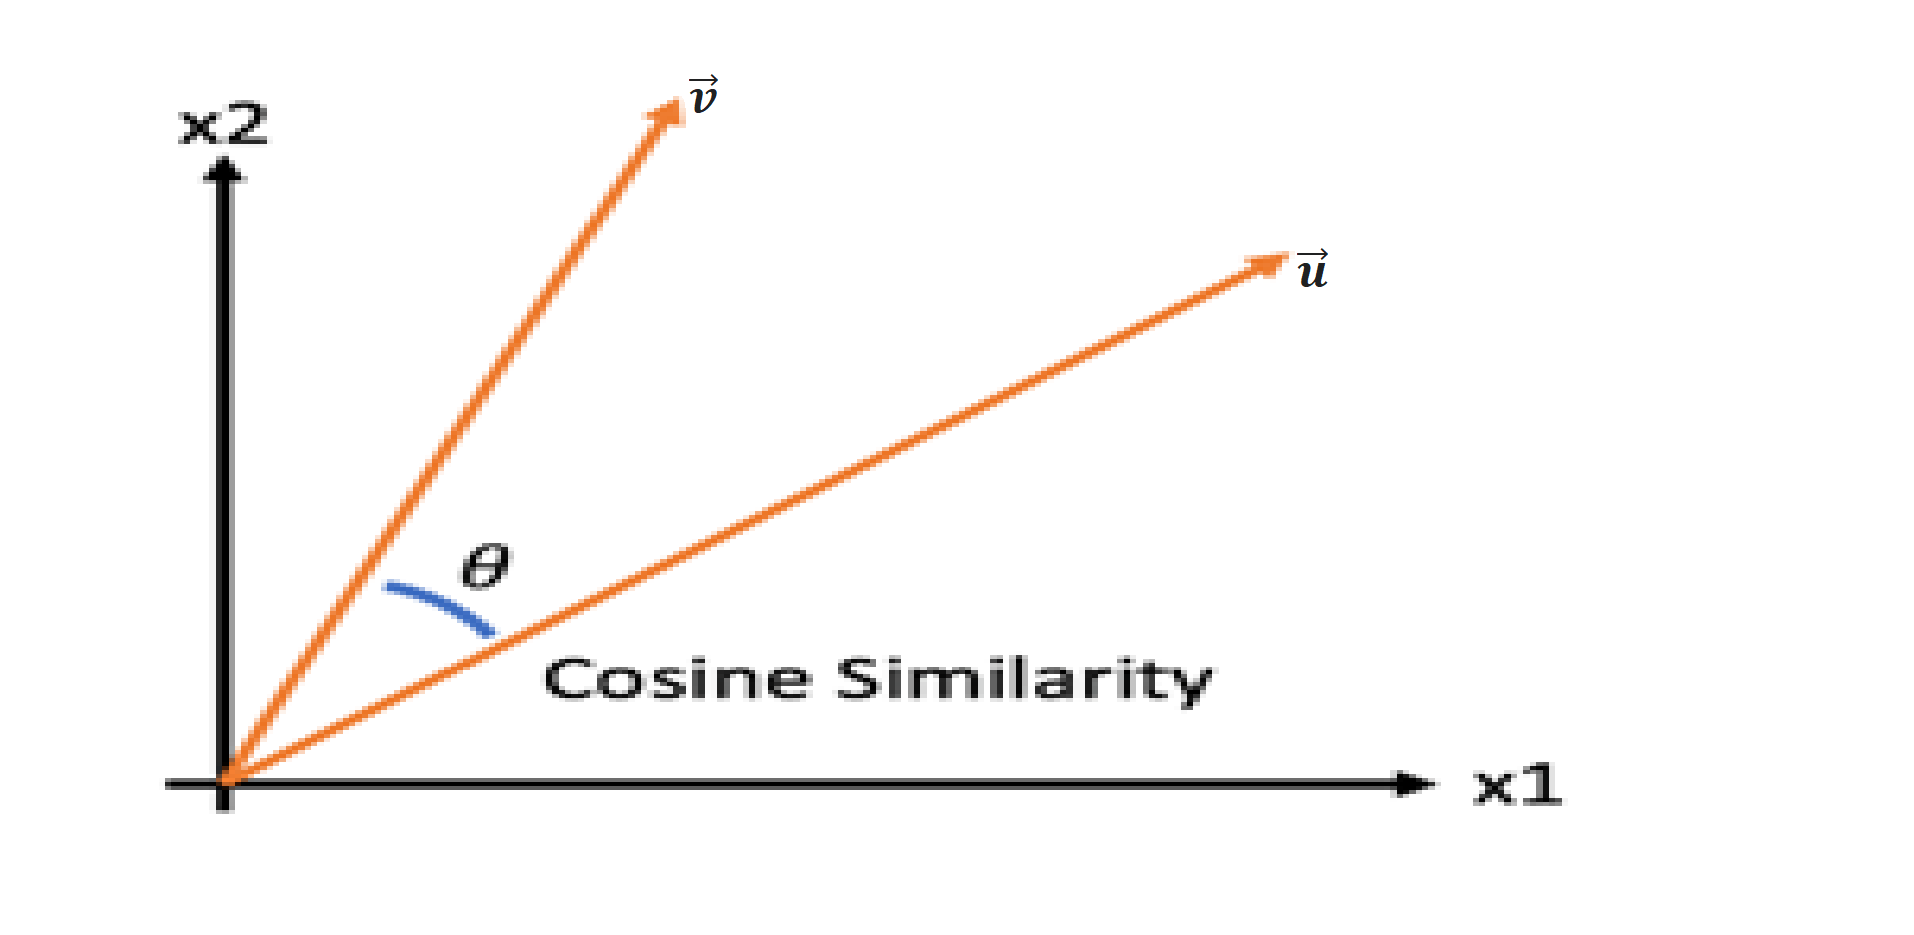 x2
v⃗
u⃗
θ
Cosine Similarity
x1